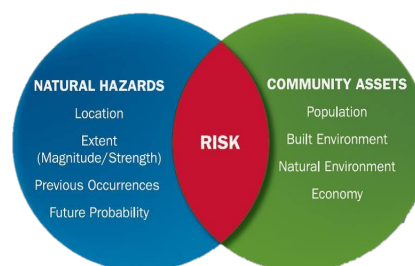 NATURAL HAZARDS
Location
Extent
(Magnitude/Strength)
Previous Occurrences
Future Probability
RISK
COMMUNITY ASSETS
Population
Built Environment
Natural Environment
Economy